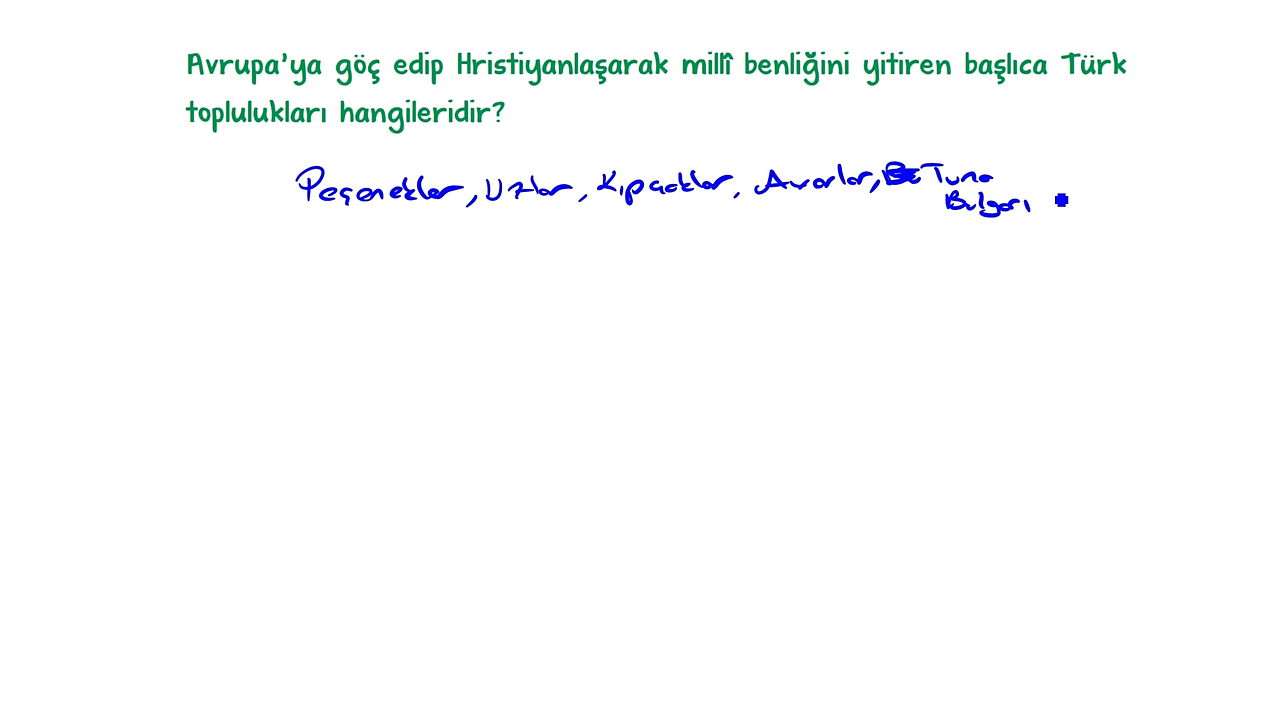 Avrupa'ya göç edip Hristiyanlaşarak millî benliğini yitiren başlıca Türk
toplulukları hangileridir?
Peçenekler, Uzlar, Kıpçaklar, Avarlar, Tuna
Bulgarı